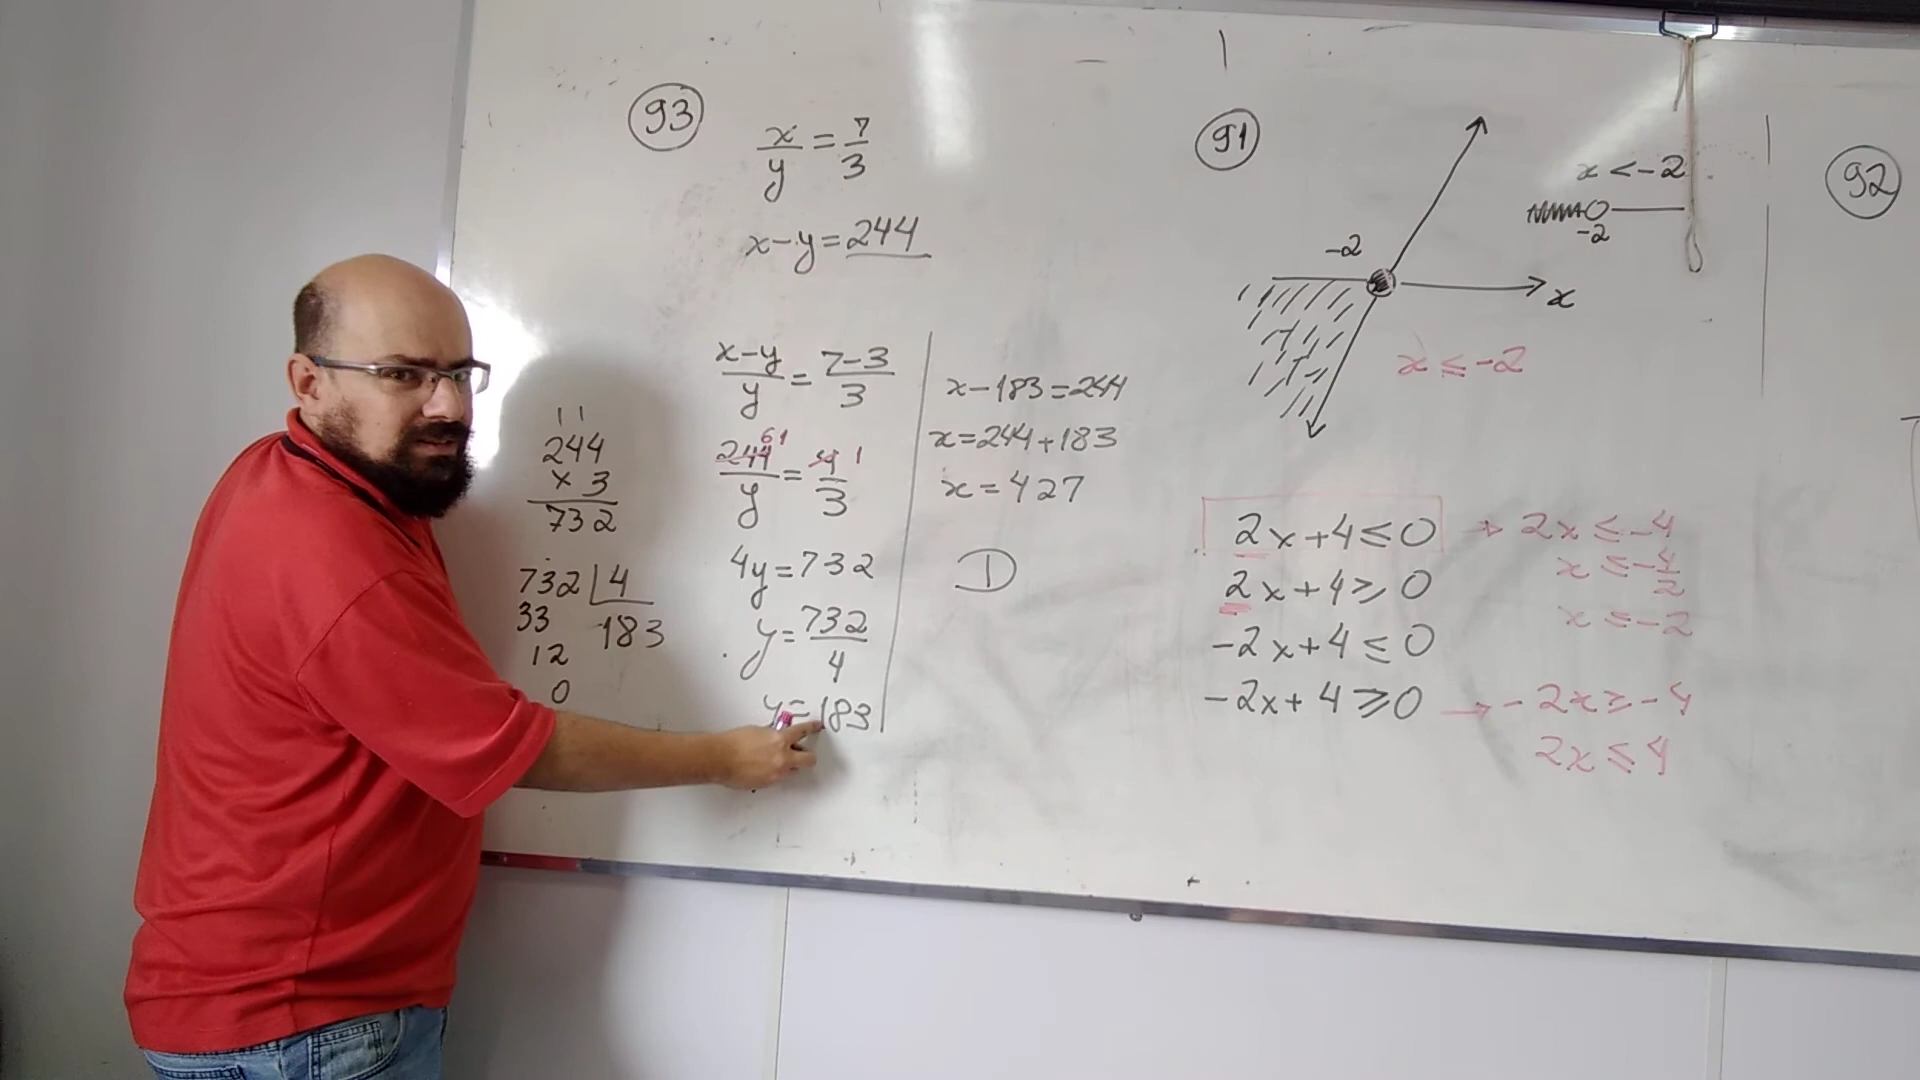 93
x/y = 7/3
x-y=244
x-y/y = 7-3/3
244/y = 4/3
61 1
4y=732
y=732/4
y=183
11
244
x 3
732
732 4
33 183
12
0
x-183=244
x=244+183
x=427
D
91
-2
x
x<-2
-2
x≤-2
2x+4≤0 → 2x≤-4
x≤-4/2
x≤-2
2x+4≥0
-2x+4≤0
-2x+4≥0 → -2x≥-4
2x≤4
92